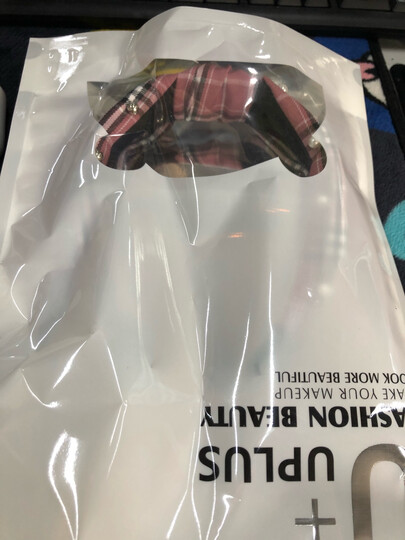 U+
UPLUS
ASHION BEAUTY
AKE YOUR MAKEUP
OOK MORE BEAUTIFUL